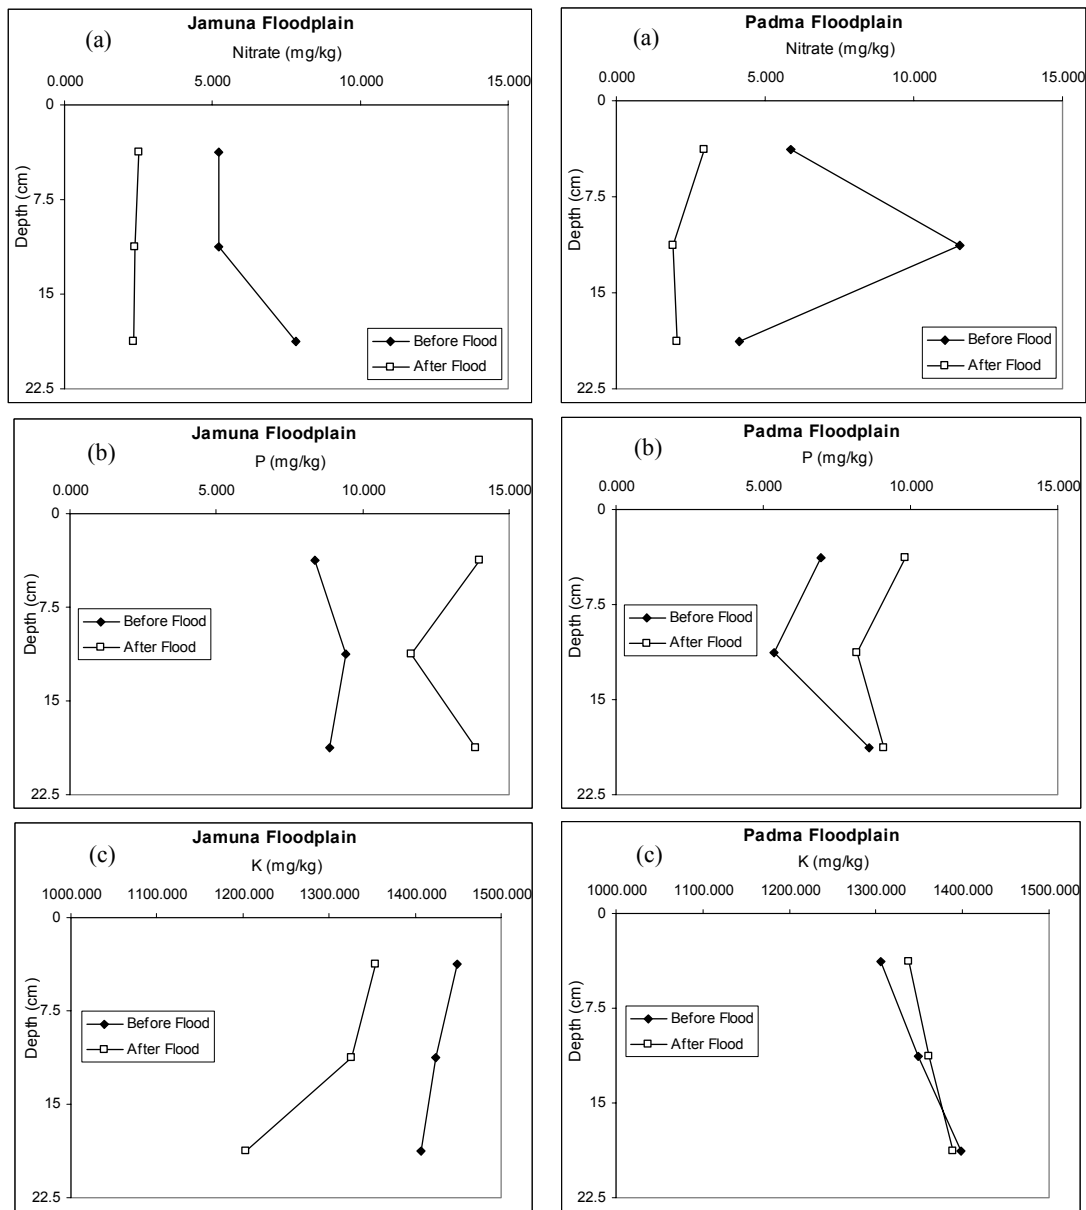 Jamuna Floodplain
(a)
Nitrate (mg/kg)
0.000 5.000 10.000 15.000
0
7.5
15
22.5
Depth (cm)
Before Flood
After Flood
Padma Floodplain
(a)
Nitrate (mg/kg)
0.000 5.000 10.000 15.000
0
7.5
15
22.5
Depth (cm)
Before Flood
After Flood
Jamuna Floodplain
(b)
P (mg/kg)
0.000 5.000 10.000 15.000
0
7.5
15
22.5
Depth (cm)
Before Flood
After Flood
Padma Floodplain
(b)
P (mg/kg)
0.000 5.000 10.000 15.000
0
7.5
15
22.5
Depth (cm)
Before Flood
After Flood
Jamuna Floodplain
(c)
K (mg/kg)
1000.000 1100.000 1200.000 1300.000 1400.000 1500.000
0
7.5
15
22.5
Depth (cm)
Before Flood
After Flood
Padma Floodplain
(c)
K (mg/kg)
1000.000 1100.000 1200.000 1300.000 1400.000 1500.000
0
7.5
15
22.5
Depth (cm)
Before Flood
After Flood